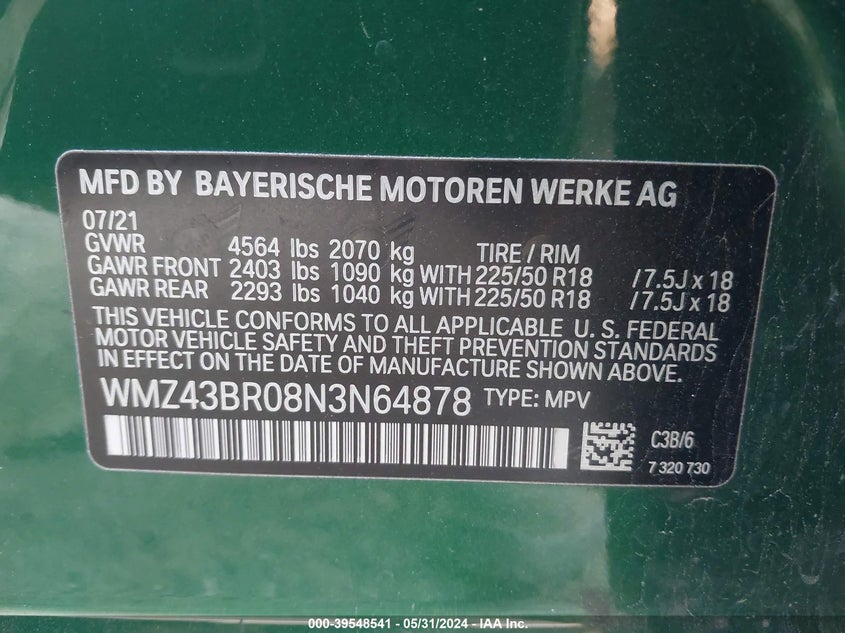 MFD BY BAYERISCHE MOTOREN WERKE AG
07/21
GVWR 4564 lbs 2070 kg TIRE / RIM
GAWR FRONT 2403 lbs 1090 kg WITH 225/50 R18 /7.5J x 18
GAWR REAR 2293 lbs 1040 kg WITH 225/50 R18 /7.5J x 18
THIS VEHICLE CONFORMS TO ALL APPLICABLE U. S. FEDERAL
MOTOR VEHICLE SAFETY AND THEFT PREVENTION STANDARDS
IN EFFECT ON THE DATE OF MANUFACTURE SHOWN ABOVE.
WMZ43BR08N3N64878 TYPE: MPV
C3B/6
7 320 730
000-39548541 / 05/31/2024 - IAA Inc.